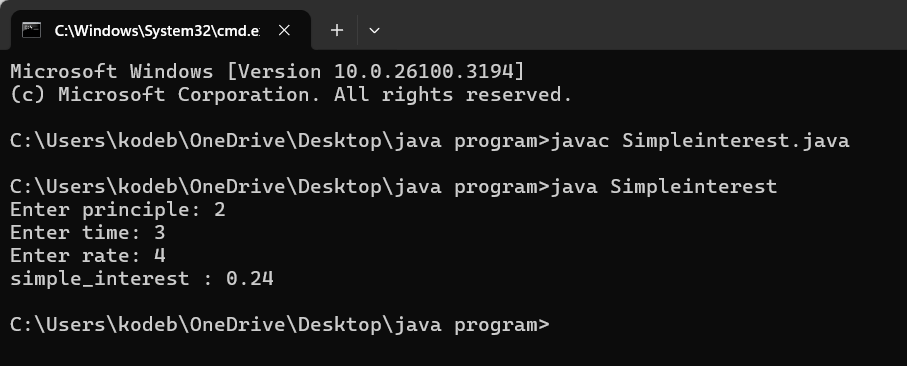 C:\Windows\System32\cmd.e
Microsoft Windows [Version 10.0.26100.3194]
(c) Microsoft Corporation. All rights reserved.
C:\Users\kodeb\OneDrive\Desktop\java program>javac Simpleinterest.java
C:\Users\kodeb\OneDrive\Desktop\java program>java Simpleinterest
Enter principle: 2
Enter time: 3
Enter rate: 4
simple_interest : 0.24
C:\Users\kodeb\OneDrive\Desktop\java program>